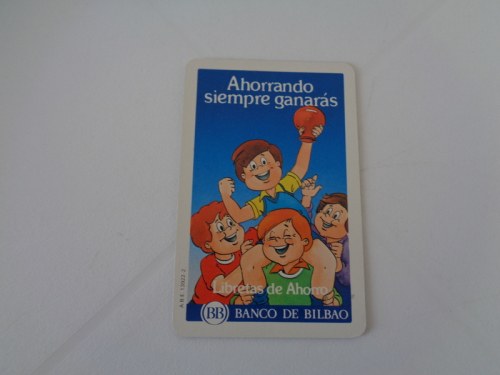 Ahorrando
siempre ganarás
Libretas de Ahorro
BB BANCO DE BILBAO